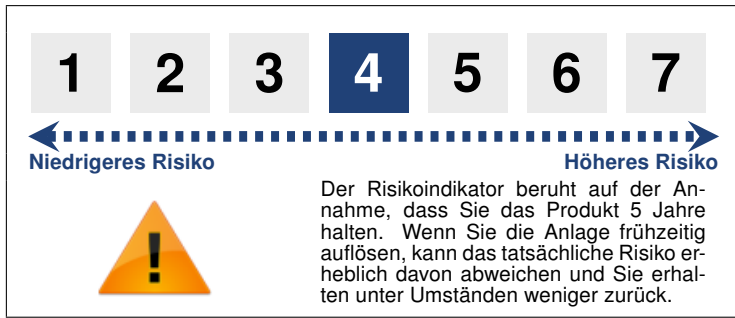 1 2 3 4 5 6 7
Niedrigeres Risiko Höheres Risiko
!
Der Risikoindikator beruht auf der An-
nahme, dass Sie das Produkt 5 Jahre
halten. Wenn Sie die Anlage frühzeitig
auflösen, kann das tatsächliche Risiko er-
heblich davon abweichen und Sie erhal-
ten unter Umständen weniger zurück.